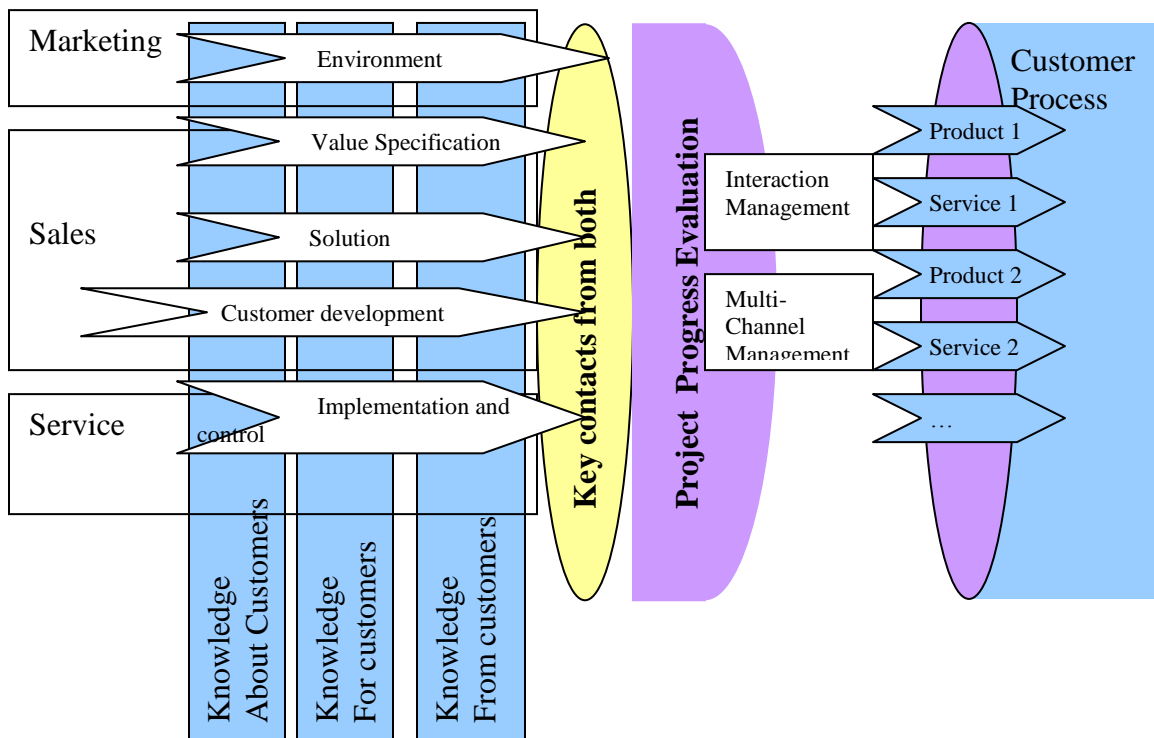 Marketing
Environment
Value Specification
Sales
Solution
Customer development
Service
Implementation and
control
Knowledge
About Customers
Knowledge
For customers
Knowledge
From customers
Key contacts from both
Project Progress Evaluation
Interaction
Management
Multi-
Channel
Management
Customer
Process
Product 1
Service 1
Product 2
Service 2
…